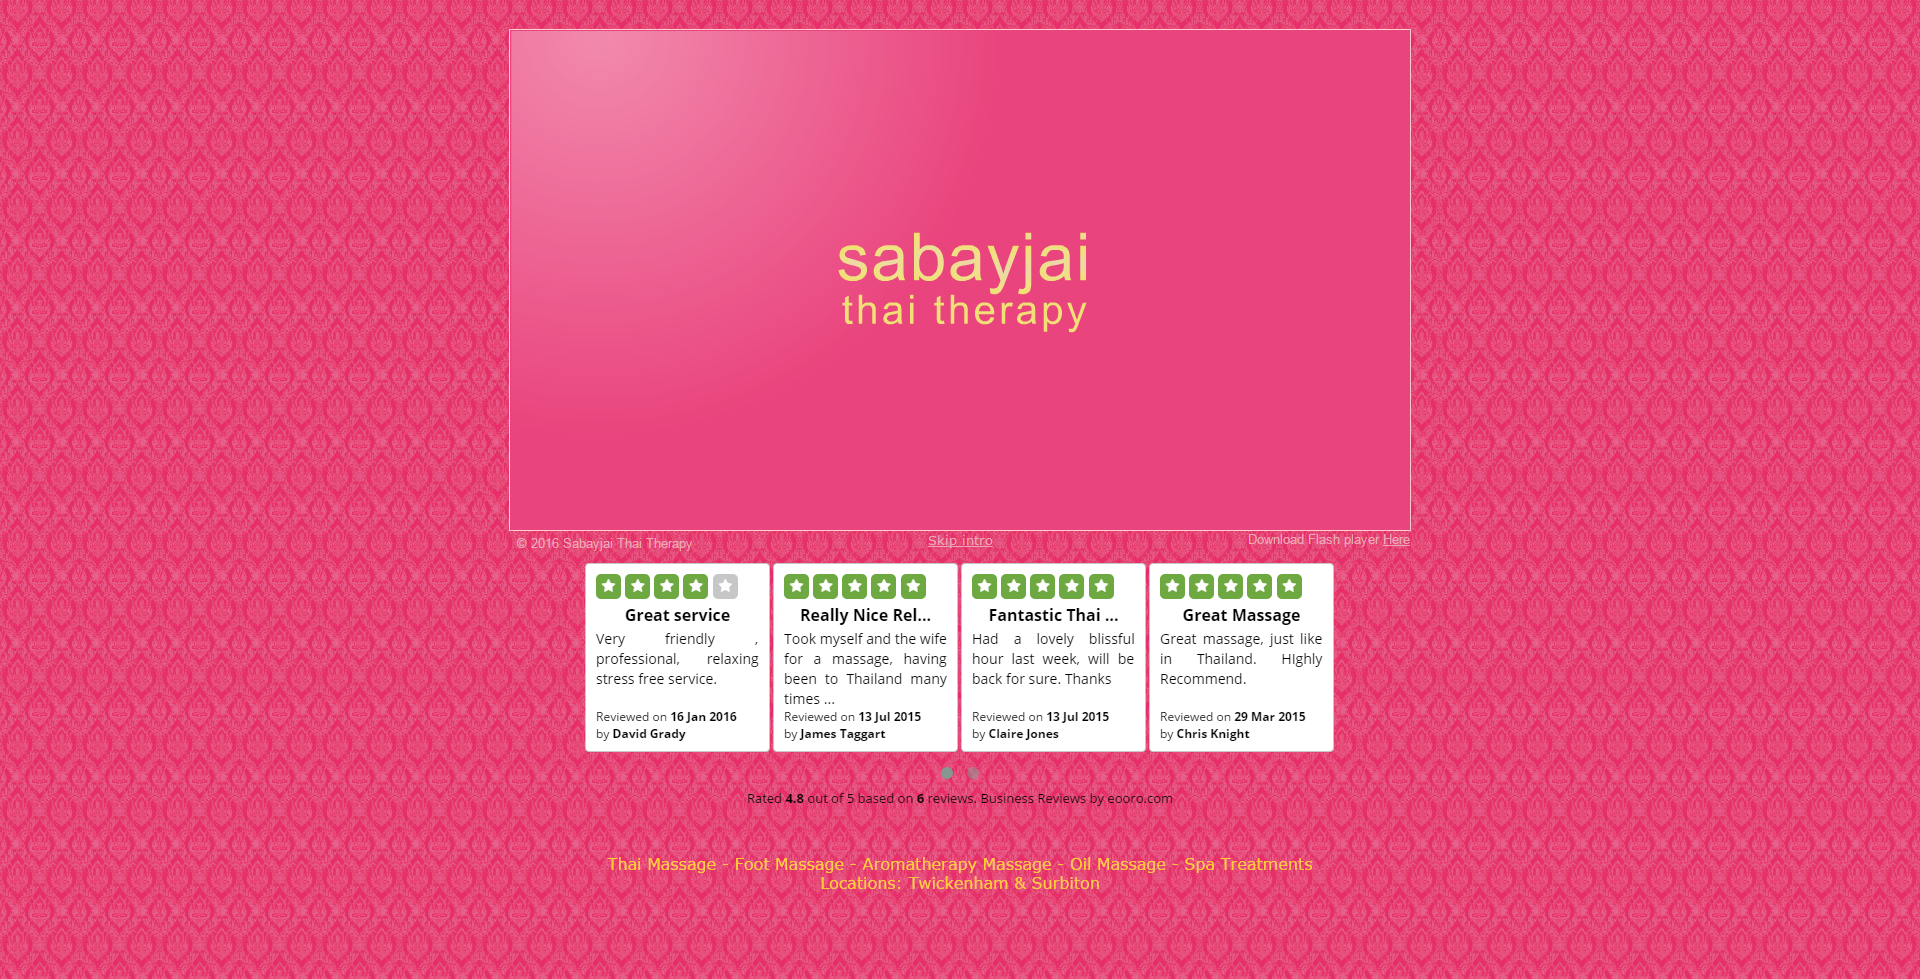 sabayjai
thai therapy
© 2016 Sabayjai Thai Therapy
Skip intro
Download Flash player Here
Great service
Very friendly ,
professional, relaxing
stress free service.
Reviewed on 16 Jan 2016
by David Grady
Really Nice Rel...
Took myself and the wife
for a massage, having
been to Thailand many
times ...
Reviewed on 13 Jul 2015
by James Taggart
Fantastic Thai ...
Had a lovely blissful
hour last week, will be
back for sure. Thanks
Reviewed on 13 Jul 2015
by Claire Jones
Great Massage
Great massage, just like
in Thailand. HIghly
Recommend.
Reviewed on 29 Mar 2015
by Chris Knight
Rated 4.8 out of 5 based on 6 reviews. Business Reviews by eooro.com
Thai Massage - Foot Massage - Aromatherapy Massage - Oil Massage - Spa Treatments
Locations: Twickenham & Surbiton